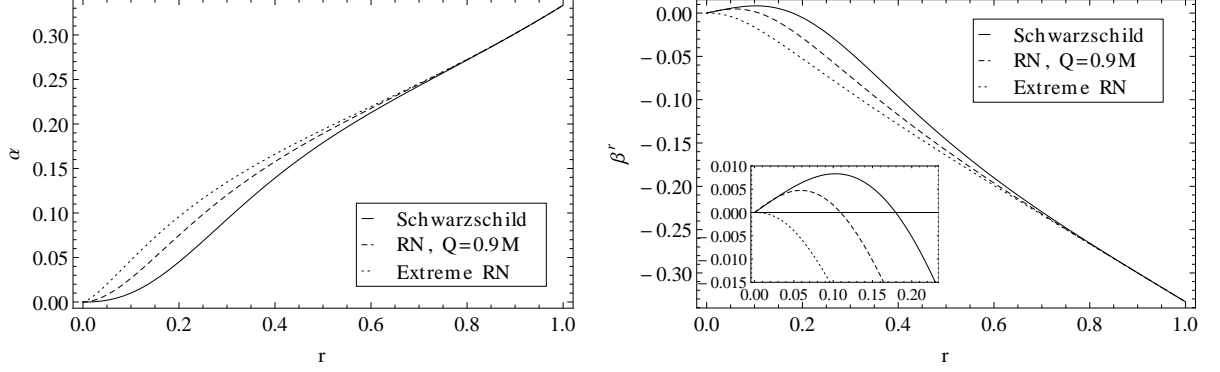 0.30
0.25
0.20
0.15
0.10
0.05
0.00
α
Schwarzschild
RN, Q=0.9M
Extreme RN
0.0 0.2 0.4 0.6 0.8 1.0
r
0.00
−0.05
−0.10
−0.15
−0.20
−0.25
−0.30
β^r
Schwarzschild
RN, Q=0.9M
Extreme RN
0.010
0.005
0.000
−0.005
−0.010
−0.015
0.00 0.05 0.10 0.15 0.20
0.0 0.2 0.4 0.6 0.8 1.0
r